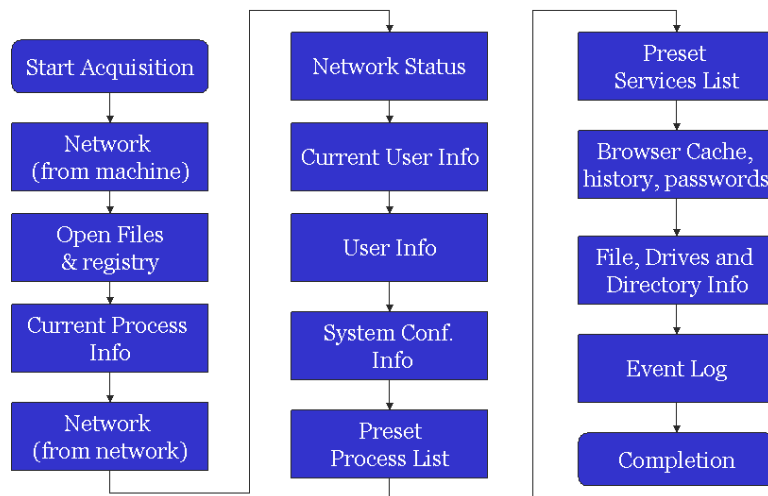 Start Acquisition
Network
(from machine)
Open Files
& registry
Current Process
Info
Network
(from network)
Network Status
Current User Info
User Info
System Conf.
Info
Preset
Process List
Preset
Services List
Browser Cache,
history, passwords
File, Drives and
Directory Info
Event Log
Completion